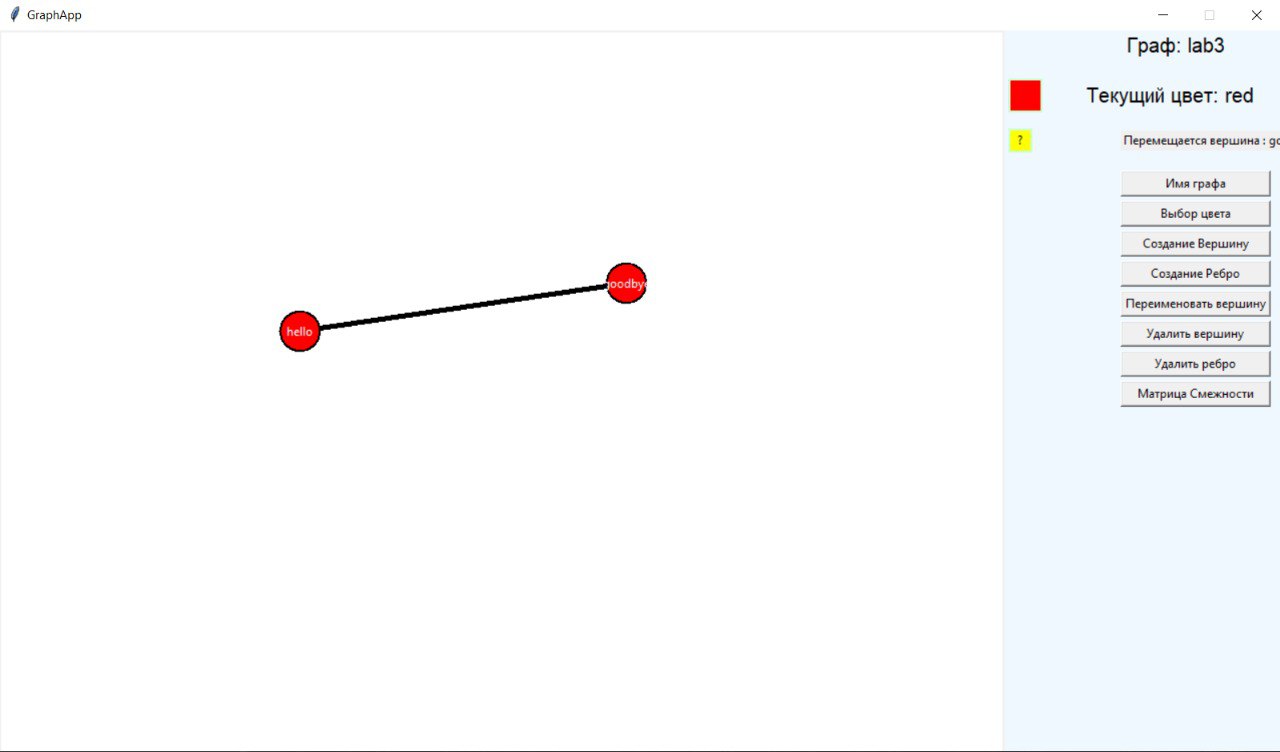 GraphApp
Граф: lab3
Текущий цвет: red
?
Перемещается вершина : go
Имя графа
Выбор цвета
Создание Вершину
Создание Ребро
Переименовать вершину
Удалить вершину
Удалить ребро
Матрица Смежности
goodbye
hello